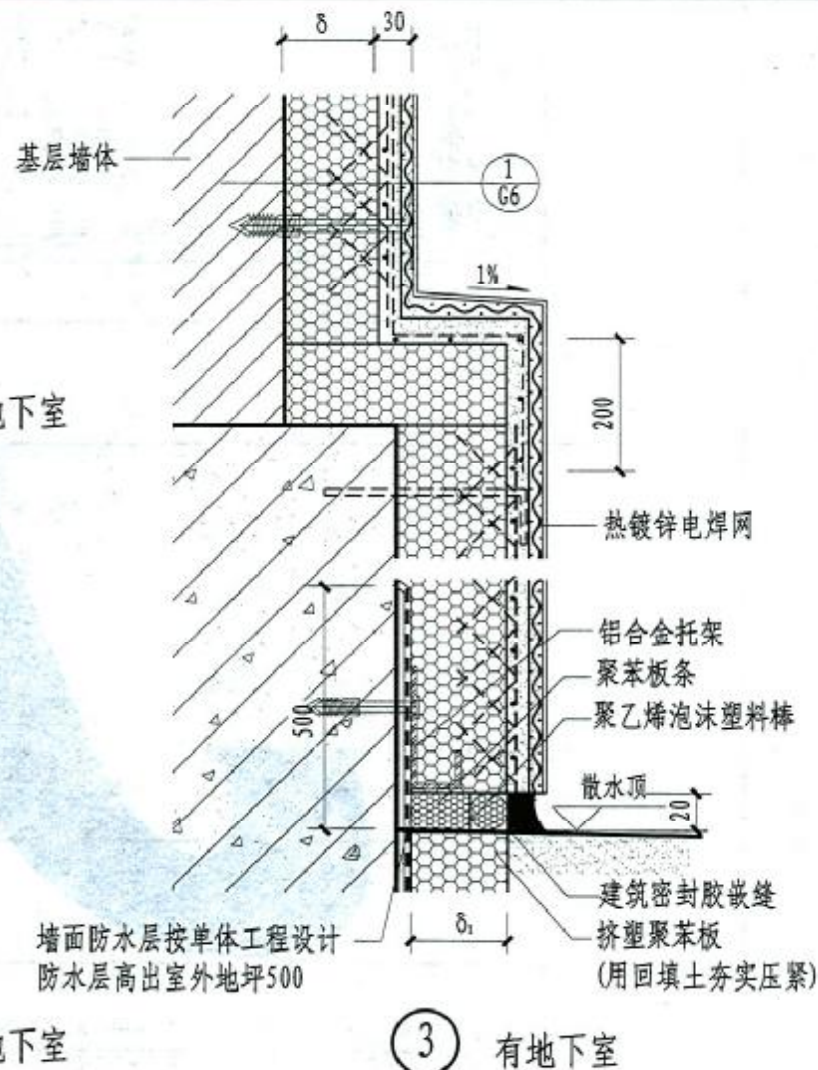 δ
30
基层墙体
1
G6
1%
200
地下室
热镀锌电焊网
铝合金托架
聚苯板条
聚乙烯泡沫塑料棒
500
散水顶
20
建筑密封胶嵌缝
墙面防水层按单体工程设计
防水层高出室外地坪500
δ₁
挤塑聚苯板
(用回填土夯实压紧)
地下室
3
有地下室